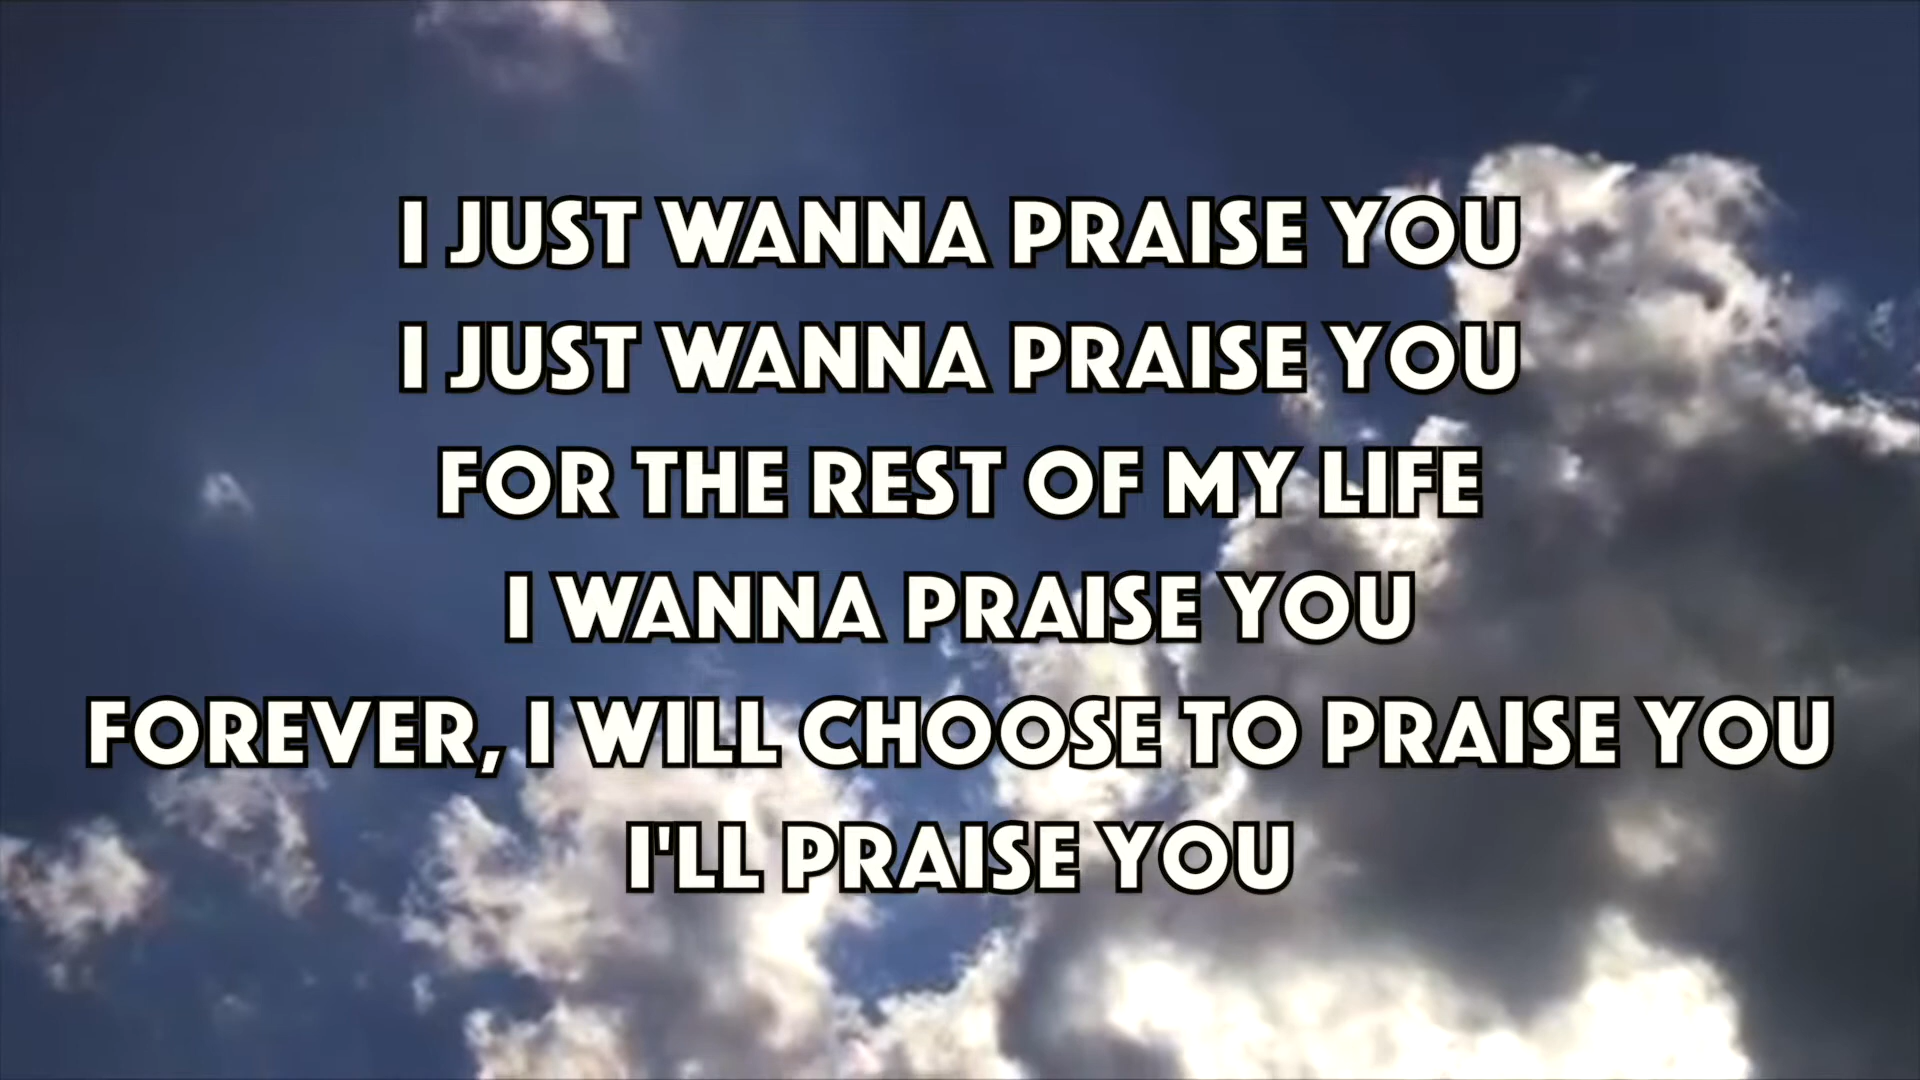 I JUST WANNA PRAISE YOU
I JUST WANNA PRAISE YOU
FOR THE REST OF MY LIFE
I WANNA PRAISE YOU
FOREVER, I WILL CHOOSE TO PRAISE YOU
I'LL PRAISE YOU